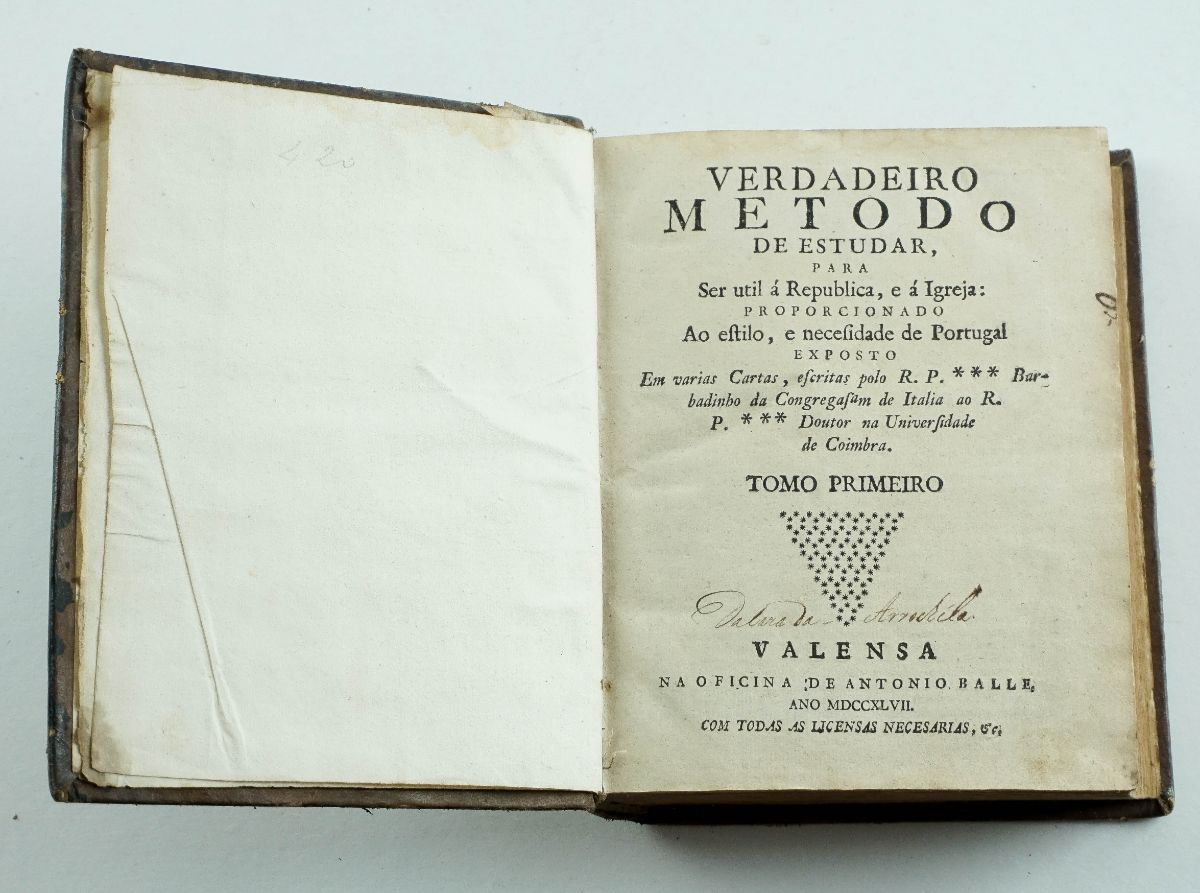 420
VERDADEIRO
METODO
DE ESTUDAR,
PARA
Ser util á Republica, e á Igreja:
PROPORCIONADO
Ao eſtilo, e necesidade de Portugal
EXPOSTO
Em varias Cartas, eſcritas polo R. P. *** Bar-
badinho da Congregaſam de Italia ao R.
P. *** Doutor na Univerſidade
de Coimbra.
TOMO PRIMEIRO
VALENSA
NA OFICINA DE ANTONIO BALLE,
ANO MDCCXLVII.
COM TODAS AS LICENSAS NECESARIAS, &c.